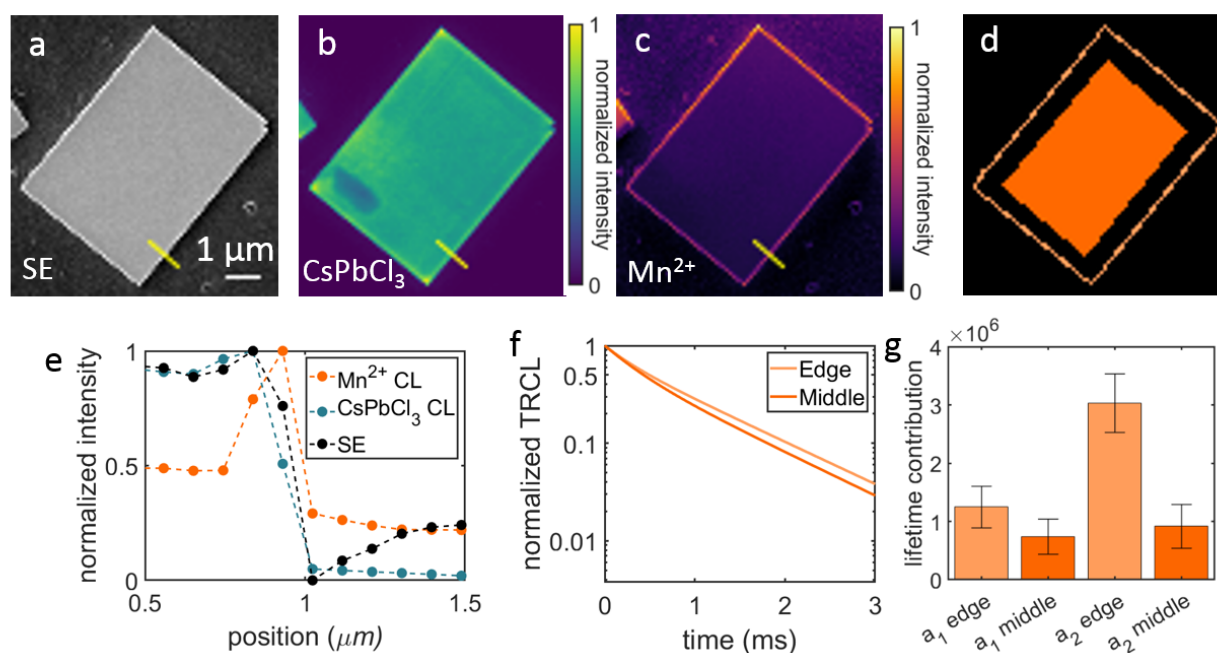 a
SE
1 μm
b
CsPbCl₃
1
normalized intensity
0
c
Mn²⁺
1
normalized intensity
0
d
e
normalized intensity
1
0.5
0
Mn²⁺ CL
CsPbCl₃ CL
SE
0.5
1
1.5
position (μm)
f
normalized TRCL
1
0.5
0.1
0.01
Edge
Middle
0
1
2
3
time (ms)
g
×10⁶
lifetime contribution
4
3
2
1
0
a₁ edge
a₁ middle
a₂ edge
a₂ middle